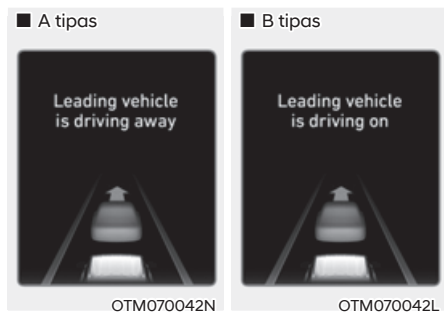 ■ A tipas
Leading vehicle
is driving away
OTM070042N
■ B tipas
Leading vehicle
is driving on
OTM070042L